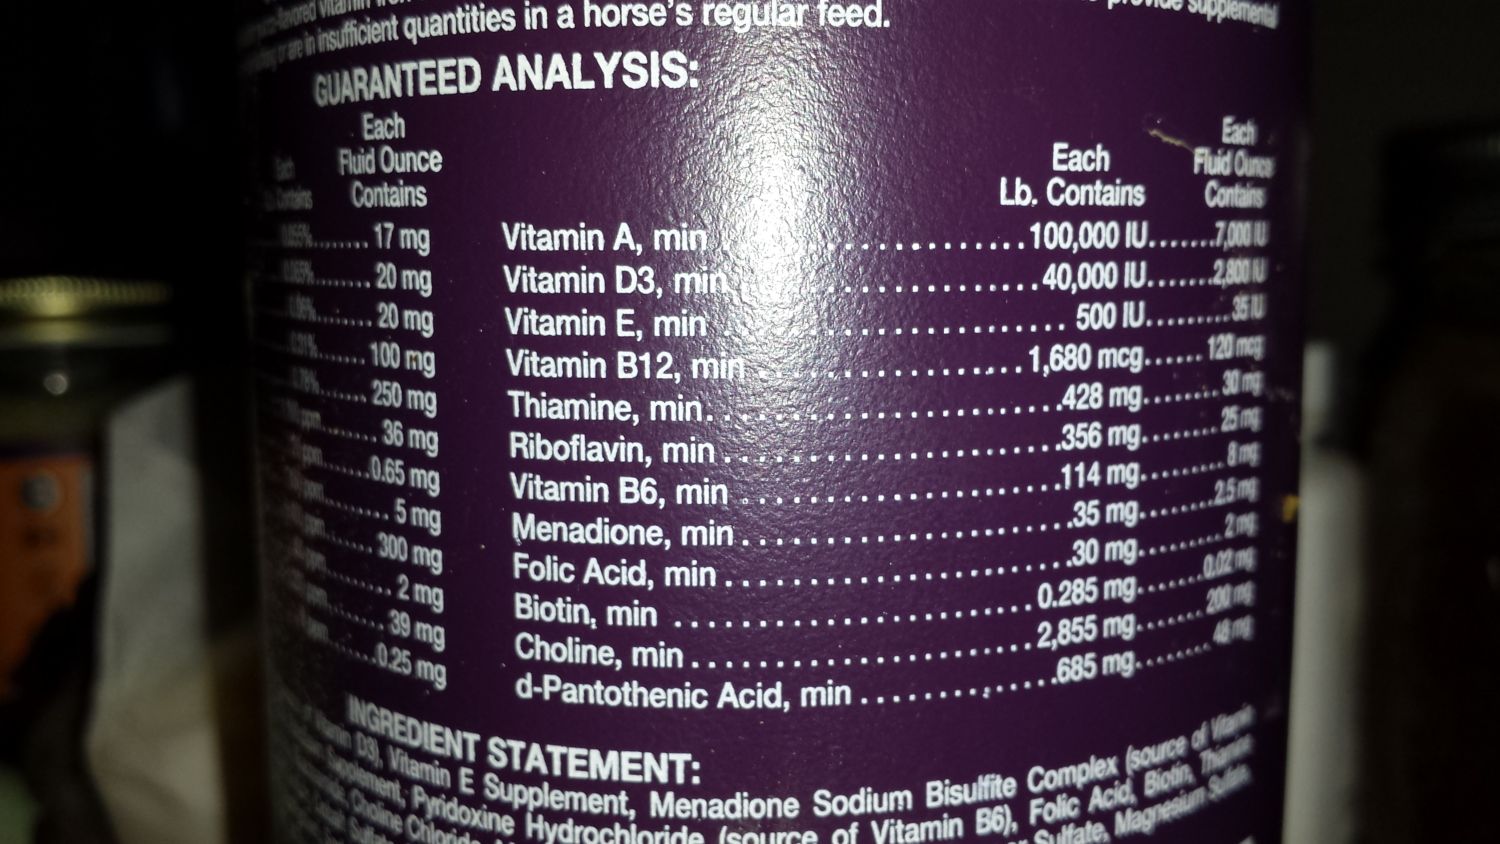 flavored vitamin
provide supplemental
or are in insufficient quantities in a horse's regular feed.
GUARANTEED ANALYSIS:
Each
Fluid Ounce
Contains
Each
Lb. Contains
Each
Fluid Ounce
Contains
17 mg Vitamin A, min 100,000 IU 7,000 IU
20 mg Vitamin D3, min 40,000 IU 2,800 IU
20 mg Vitamin E, min 500 IU 35 IU
100 mg Vitamin B12, min 1,680 mcg 120 mcg
250 mg Thiamine, min 428 mg 30 mg
36 mg Riboflavin, min 356 mg 25 mg
0.65 mg Vitamin B6, min 114 mg 8 mg
5 mg Menadione, min 35 mg 2.5 mg
300 mg Folic Acid, min 30 mg 2 mg
2 mg Biotin, min 0.285 mg 0.02 mg
39 mg Choline, min 2,855 mg 200 mg
0.25 mg d-Pantothenic Acid, min 685 mg 48 mg
INGREDIENT STATEMENT:
D3), Vitamin E Supplement, Menadione Sodium Bisulfite Complex (source of Vitamin
Supplement, Pyridoxine Hydrochloride (source of Vitamin B6), Folic Acid, Biotin, Thiamine
Choline Chloride Sulfate, Magnesium Sulfate,